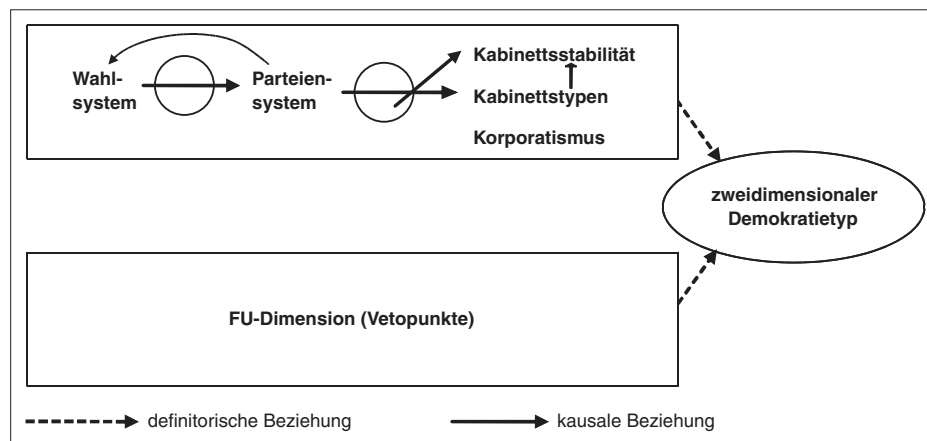 Wahl-
system
Parteien-
system
Kabinettsstabilität
Kabinettstypen
Korporatismus
zweidimensionaler
Demokratietyp
FU-Dimension (Vetopunkte)
definitorische Beziehung
kausale Beziehung